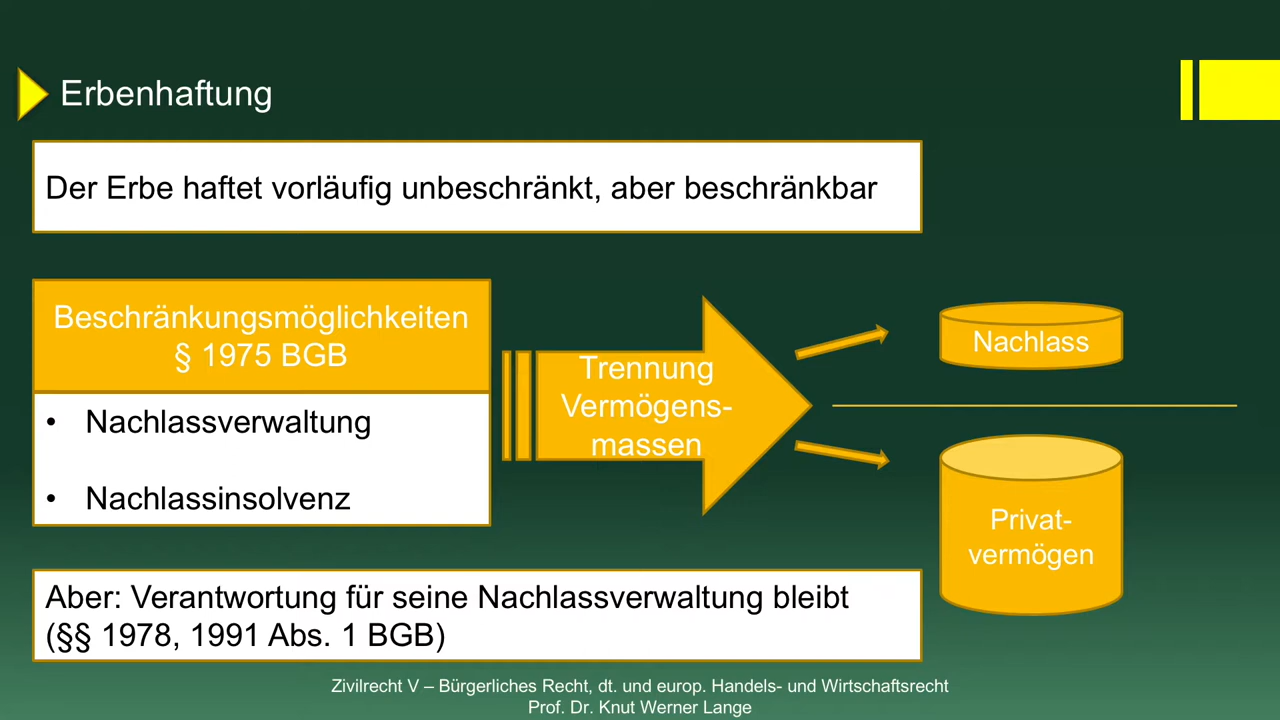 Erbenhaftung
Der Erbe haftet vorläufig unbeschränkt, aber beschränkbar
Beschränkungsmöglichkeiten
§ 1975 BGB
• Nachlassverwaltung
• Nachlassinsolvenz
Trennung
Vermögens-
massen
Nachlass
Privat-
vermögen
Aber: Verantwortung für seine Nachlassverwaltung bleibt
(§§ 1978, 1991 Abs. 1 BGB)
Zivilrecht V – Bürgerliches Recht, dt. und europ. Handels- und Wirtschaftsrecht
Prof. Dr. Knut Werner Lange